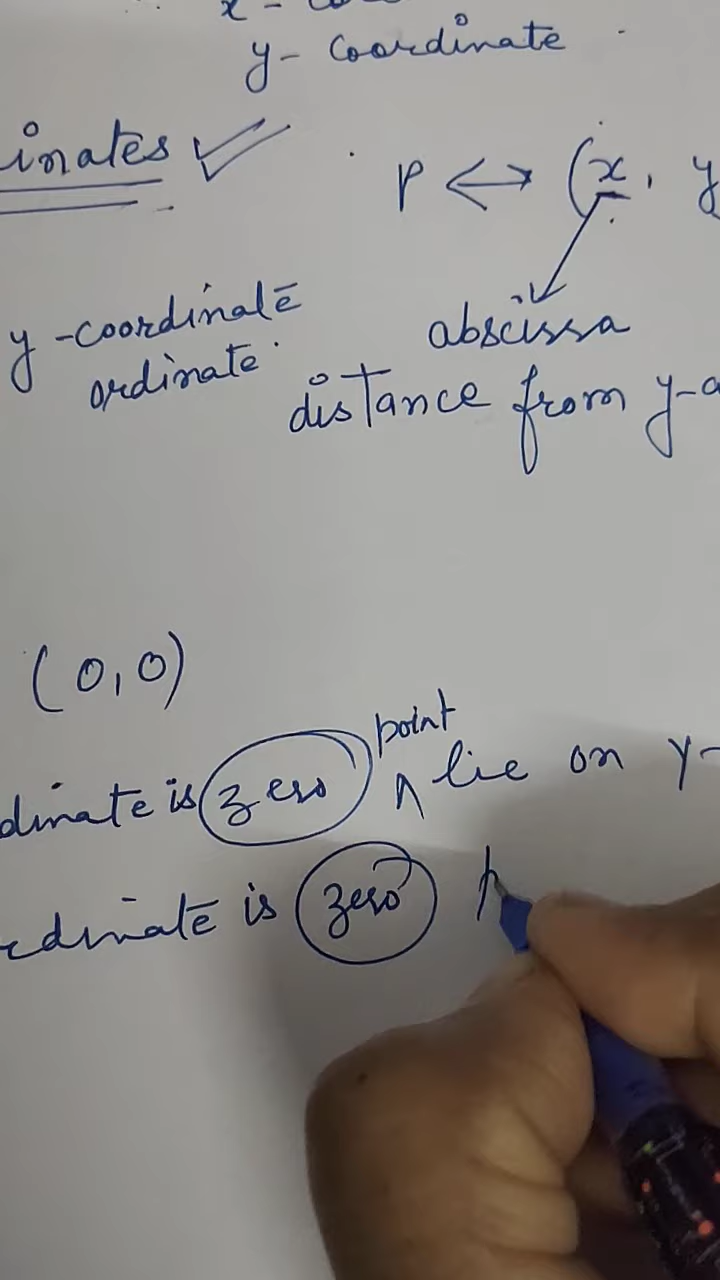 y - Coordinate
inates
P ↔ (x, y
y - coordinate
abscissa
ordinate
distance from y-a
(0,0)
point
dinate is zero ^ lie on y-
rdinate is zero p